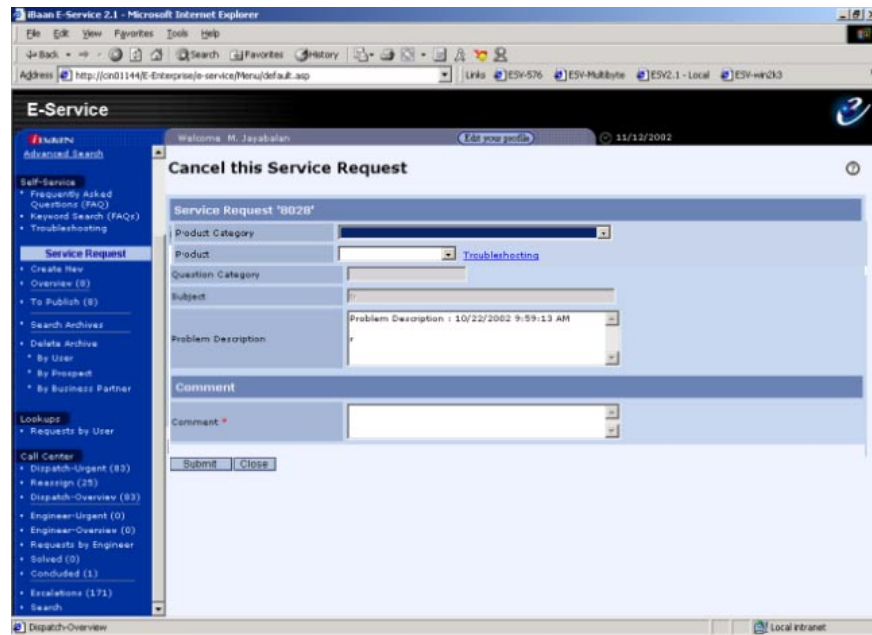 iBaan E-Service 2.1 - Microsoft Internet Explorer
File Edit View Favorites Tools Help
Back Search Favorites History
Address http://cin01144/E-Enterprise/e-service/Menu/default.asp Links ESV-576 ESV-Multibyte ESV2.1 - Local ESV-win2k3
E-Service
Welcome M. Jayabalan Edit your profile 11/12/2002
Advanced Search
Cancel this Service Request
Self-Service
Frequently Asked
Questions (FAQ)
Keyword Search (FAQs)
Troubleshooting
Service Request
Create New
Overview (8)
To Publish (8)
Search Archives
Delete Archive
By User
By Prospect
By Business Partner
Lookups
Requests by User
Call Center
Dispatch-Urgent (83)
Reassign (25)
Dispatch-Overview (83)
Engineer-Urgent (0)
Engineer-Overview (0)
Requests by Engineer
Solved (0)
Concluded (1)
Escalations (171)
Search
Service Request '8028'
Product Category
Product Troubleshooting
Question Category
Subject
Problem Description
Problem Description : 10/22/2002 9:59:13 AM
r
Comment
Comment *
Submit Close
Dispatch-Overview Local intranet